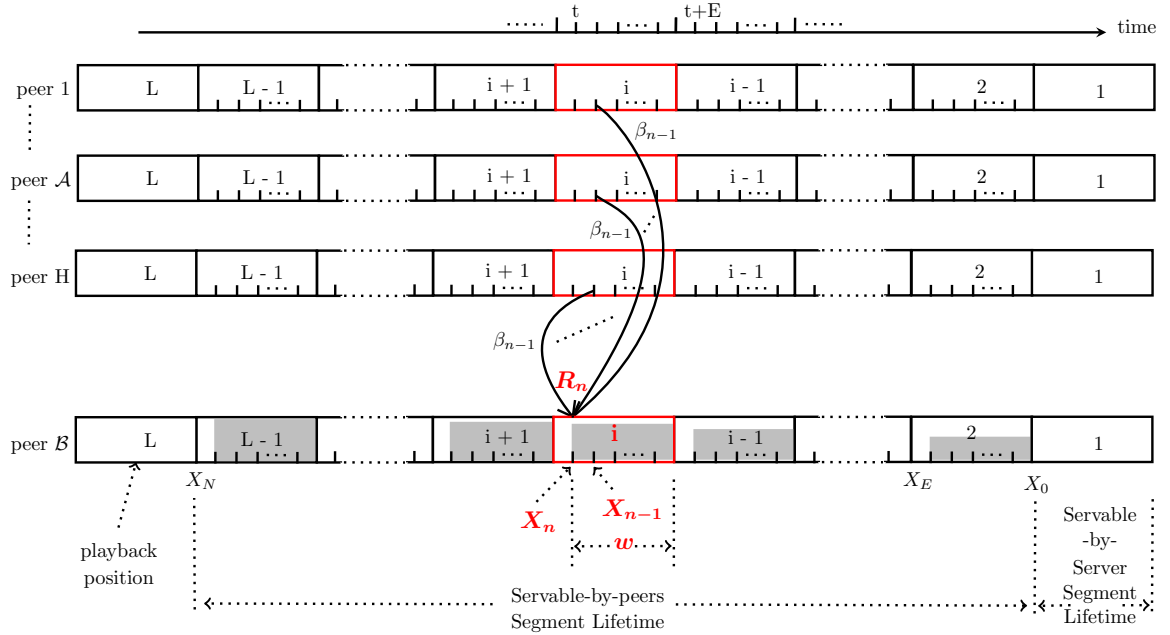 t t+E time
peer 1 L L - 1 i + 1 i i - 1 2 1
β_{n−1}
peer 𝒜 L L - 1 i + 1 i i - 1 2 1
β_{n−1}
peer H L L - 1 i + 1 i i - 1 2 1
β_{n−1}
R_n
peer ℬ L L - 1 i + 1 i i - 1 2 1
X_N X_E X_0
X_n X_{n−1}
w
playback
position
Servable
-by-
Server
Segment
Lifetime
Servable-by-peers
Segment Lifetime